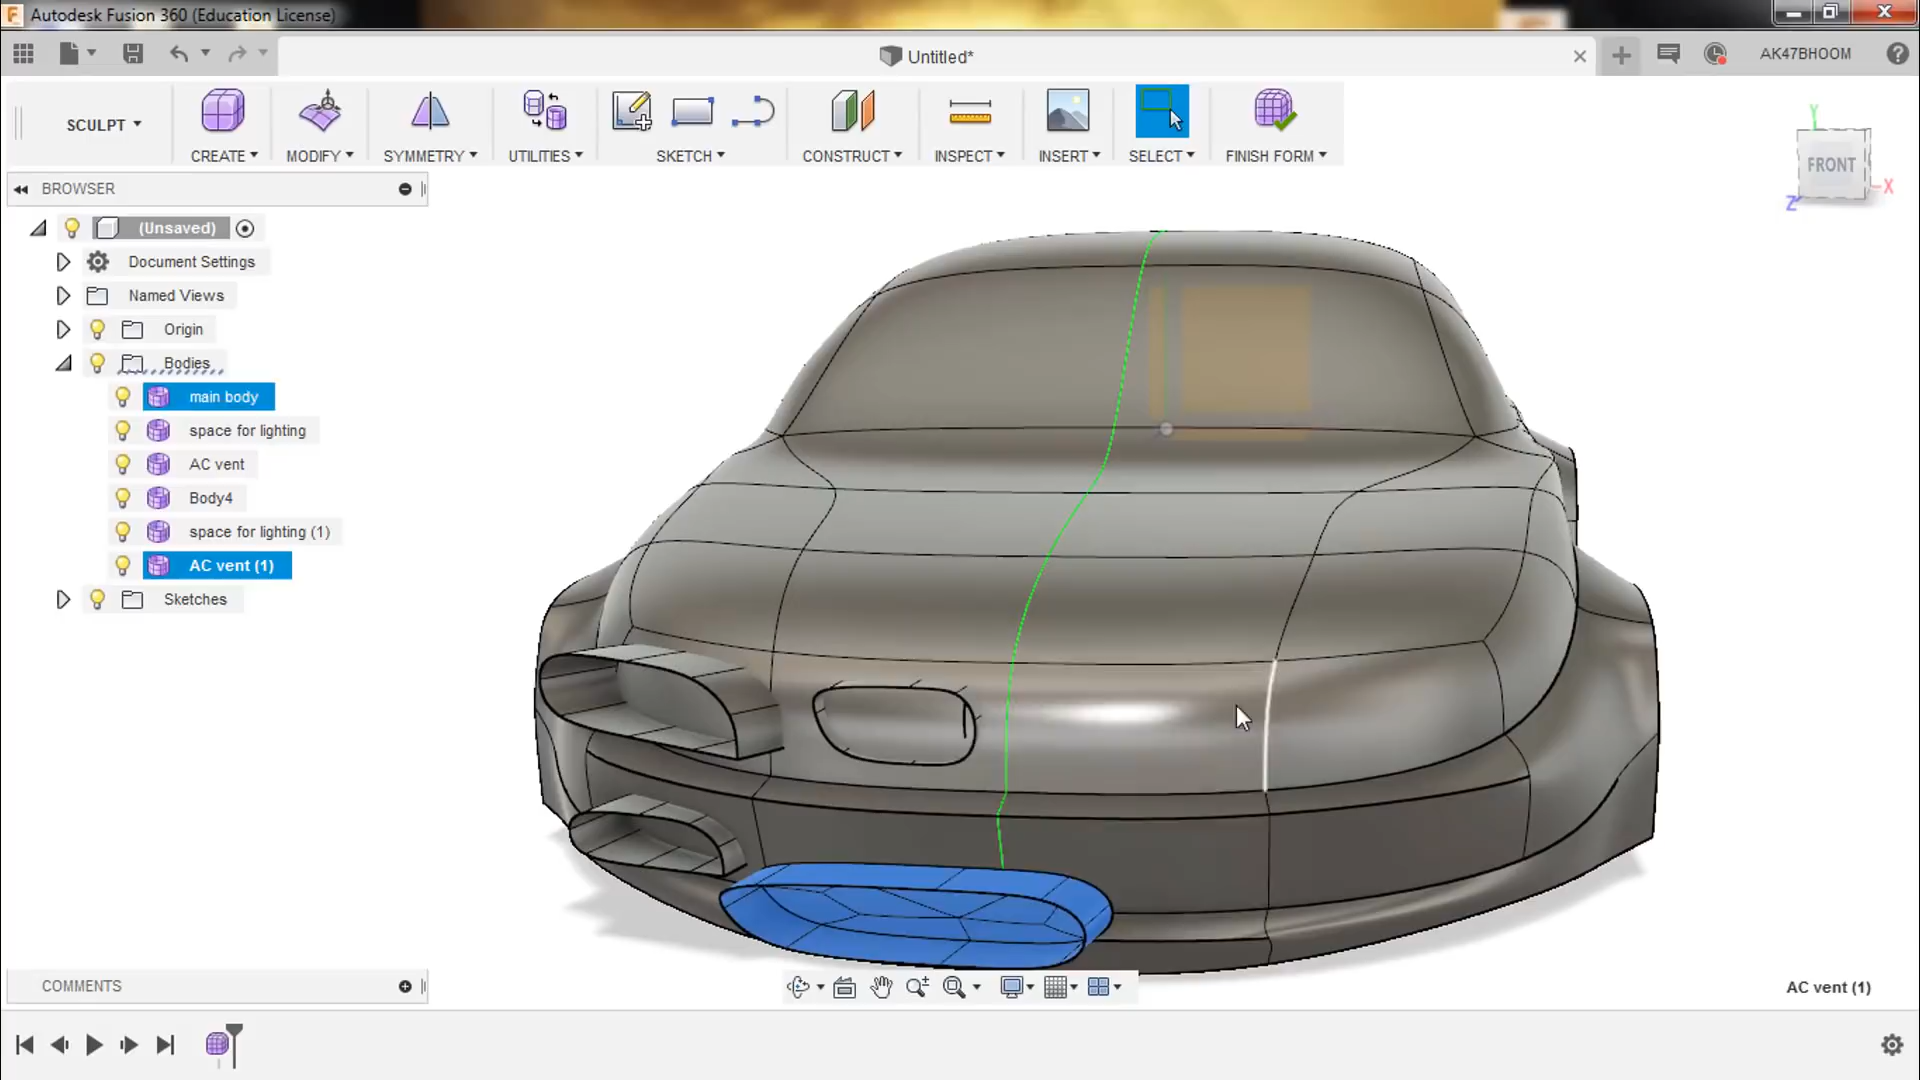 Autodesk Fusion 360 (Education License)
Untitled*
AK47BHOOM
SCULPT
CREATE
MODIFY
SYMMETRY
UTILITIES
SKETCH
CONSTRUCT
INSPECT
INSERT
SELECT
FINISH FORM
Y
FRONT
X
Z
BROWSER
(Unsaved)
Document Settings
Named Views
Origin
Bodies
main body
space for lighting
AC vent
Body4
space for lighting (1)
AC vent (1)
Sketches
COMMENTS
AC vent (1)